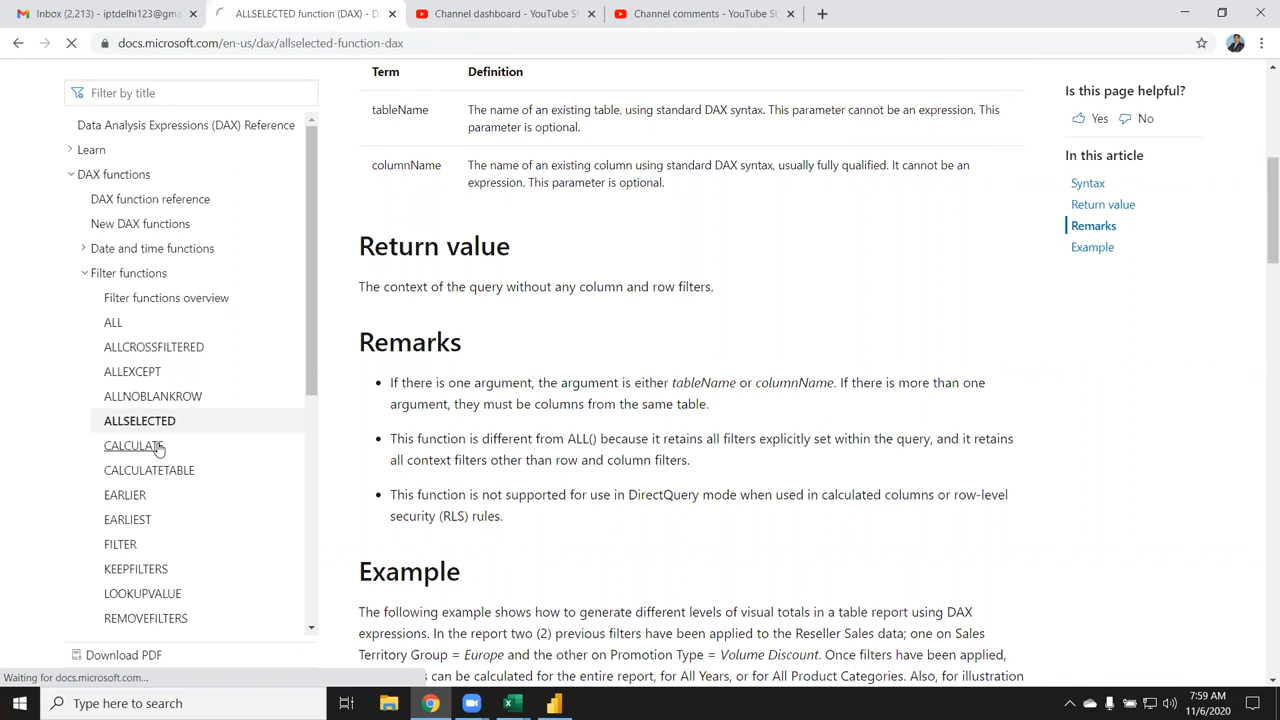 Inbox (2,213) - iptdelhi123@gma
ALLSELECTED function (DAX) - D
Channel dashboard - YouTube St
Channel comments - YouTube St
docs.microsoft.com/en-us/dax/allselected-function-dax
Filter by title
Data Analysis Expressions (DAX) Reference
Learn
DAX functions
DAX function reference
New DAX functions
Date and time functions
Filter functions
Filter functions overview
ALL
ALLCROSSFILTERED
ALLEXCEPT
ALLNOBLANKROW
ALLSELECTED
CALCULATE
CALCULATETABLE
EARLIER
EARLIEST
FILTER
KEEPFILTERS
LOOKUPVALUE
REMOVEFILTERS
Download PDF
Term Definition
tableName The name of an existing table, using standard DAX syntax. This parameter cannot be an expression. This
parameter is optional.
columnName The name of an existing column using standard DAX syntax, usually fully qualified. It cannot be an
expression. This parameter is optional.
Return value
The context of the query without any column and row filters.
Remarks
• If there is one argument, the argument is either tableName or columnName. If there is more than one
argument, they must be columns from the same table.
• This function is different from ALL() because it retains all filters explicitly set within the query, and it retains
all context filters other than row and column filters.
• This function is not supported for use in DirectQuery mode when used in calculated columns or row-level
security (RLS) rules.
Example
The following example shows how to generate different levels of visual totals in a table report using DAX
expressions. In the report two (2) previous filters have been applied to the Reseller Sales data; one on Sales
Territory Group = Europe and the other on Promotion Type = Volume Discount. Once filters have been applied,
can be calculated for the entire report, for All Years, or for All Product Categories. Also, for illustration
Is this page helpful?
Yes No
In this article
Syntax
Return value
Remarks
Example
Waiting for docs.microsoft.com...
Type here to search
7:59 AM
11/6/2020